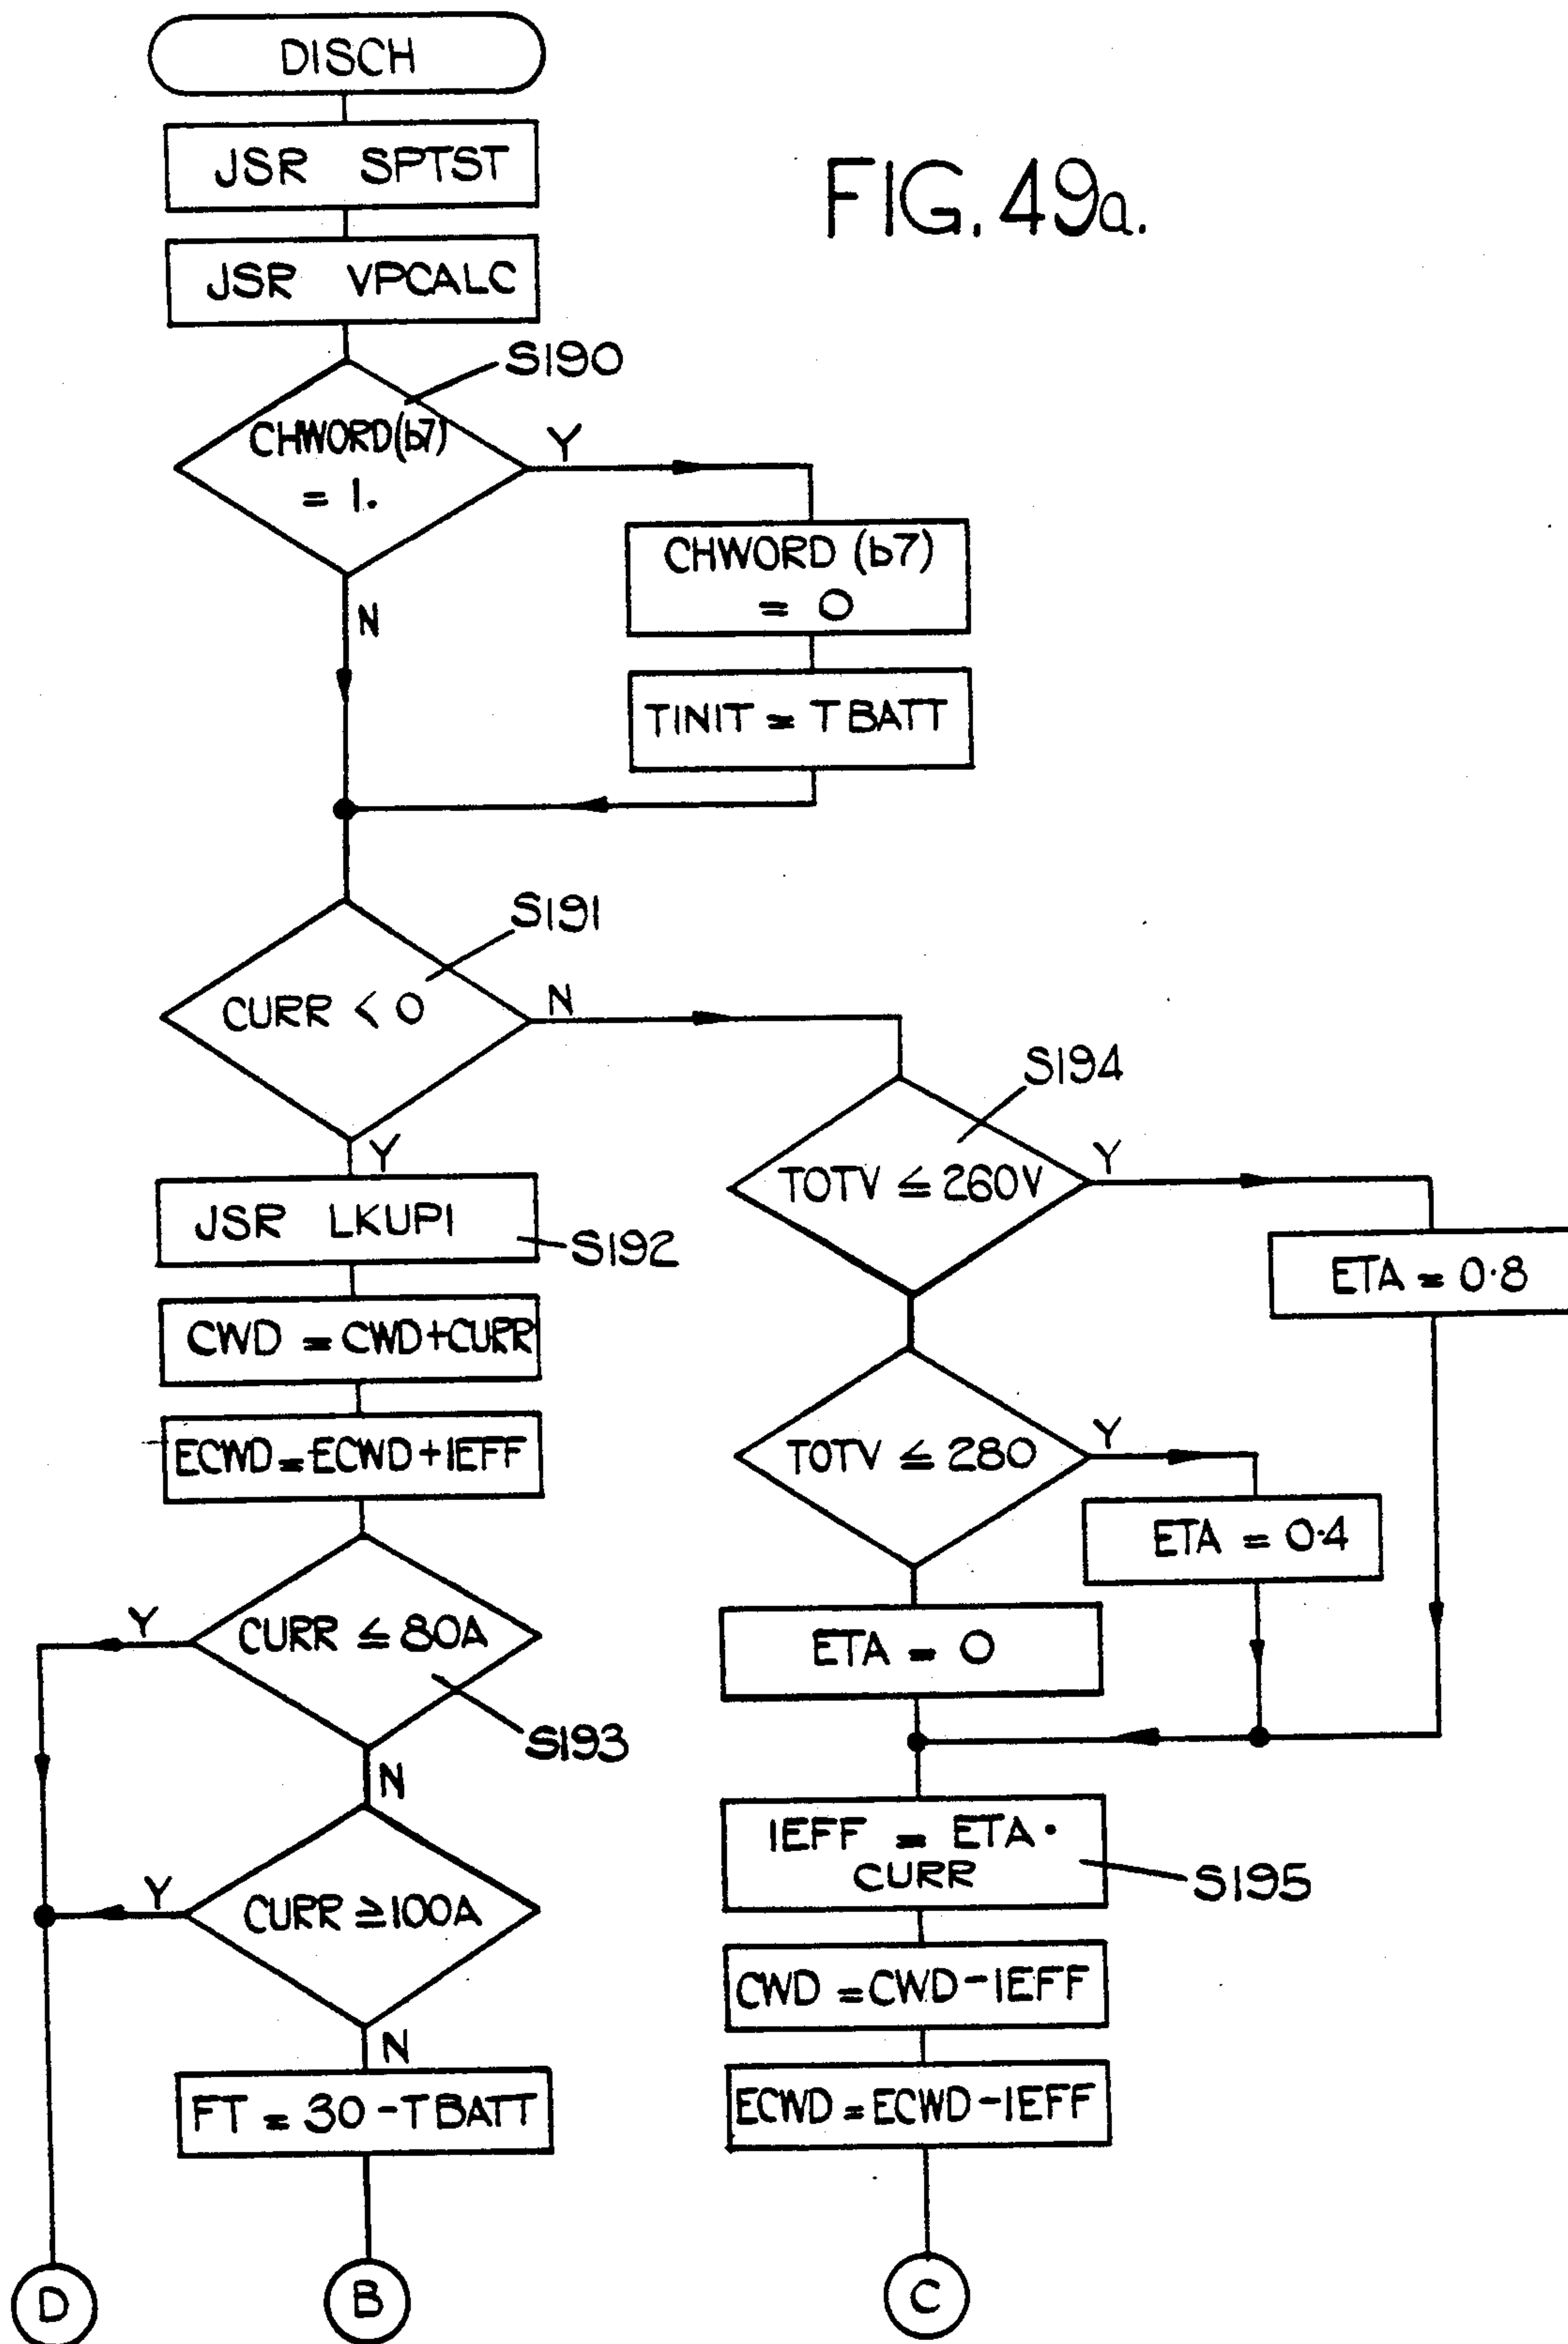 DISCH
JSR SPTST
FIG. 49a.
JSR VPCALC
S190
CHWORD(b7)
= 1.
Y
CHWORD (b7)
= 0
N
TINIT = TBATT
S191
CURR < 0
N
S194
Y
TOTV ≦ 260V
Y
JSR LKUP1
S192
ETA = 0·8
CWD = CWD+CURR
ECWD = ECWD+IEFF
TOTV ≦ 280
Y
ETA = 0·4
CURR ≦ 80A
Y
ETA = 0
S193
N
IEFF = ETA·
CURR
S195
CURR ≧ 100A
Y
CWD = CWD-IEFF
N
FT = 30-TBATT
ECWD = ECWD-IEFF
D
B
C